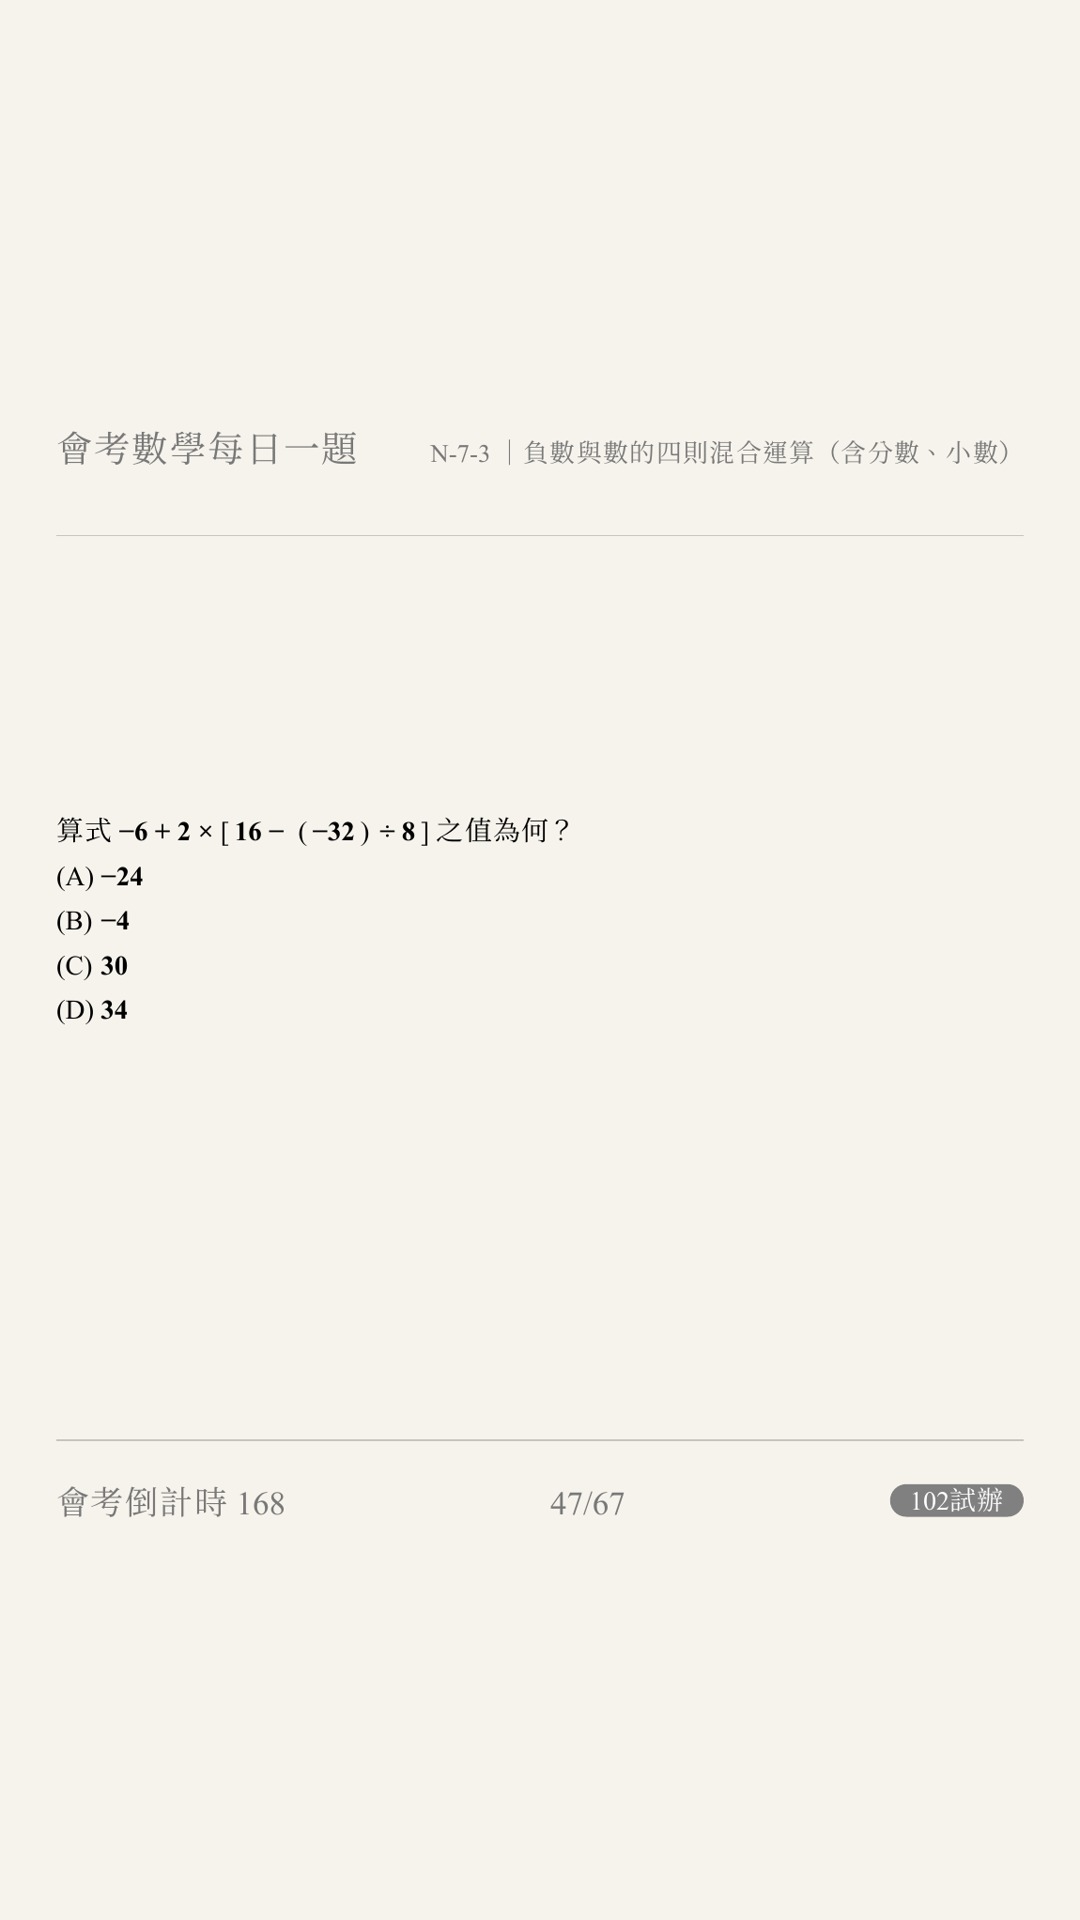 會考數學每日一題
N-7-3｜負數與數的四則混合運算（含分數、小數）
算式 −6 + 2 × [ 16 − (−32) ÷ 8 ] 之值為何？
(A) −24
(B) −4
(C) 30
(D) 34
會考倒計時 168
47/67
102試辦